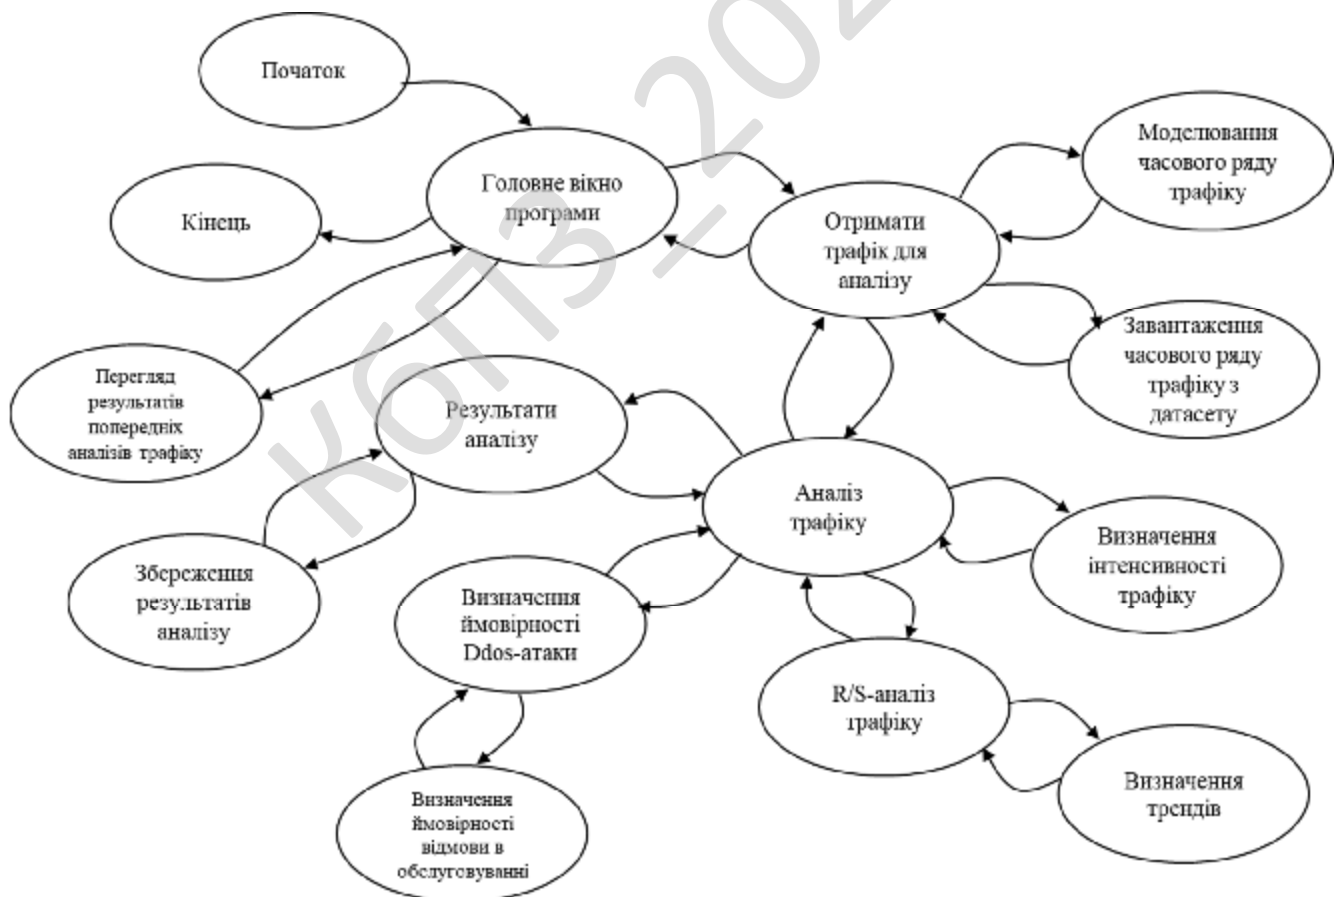 Початок
Головне вікно
програми
Кінець
Моделювання
часового ряду
трафіку
Отримати
трафік для
аналізу
Завантаження
часового ряду
трафіку з
датасету
Перегляд
результатів
попередніх
аналізів трафіку
Результати
аналізу
Аналіз
трафіку
Визначення
інтенсивності
трафіку
Збереження
результатів
аналізу
Визначення
ймовірності
Ddos-атаки
R/S-аналіз
трафіку
Визначення
трендів
Визначення
ймовірності
відмови в
обслуговуванні